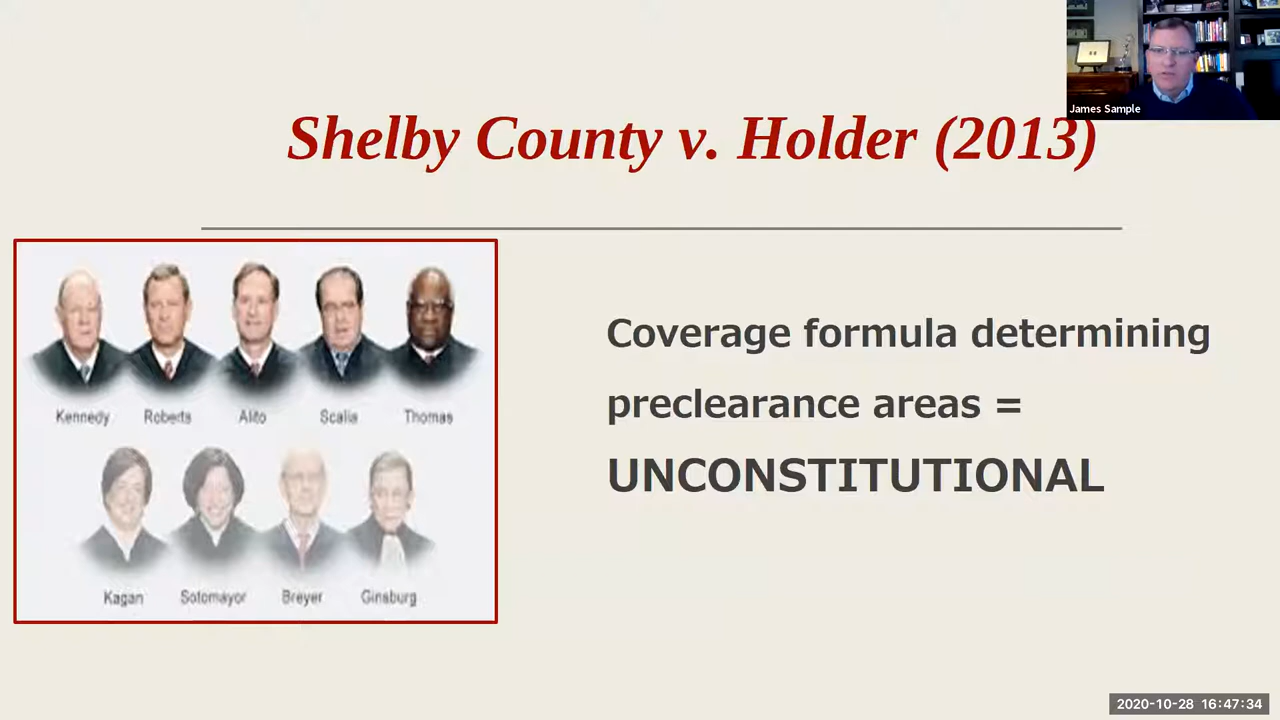 James Sample
Shelby County v. Holder (2013)
Kennedy Roberts Alito Scalia Thomas
Kagan Sotomayor Breyer Ginsburg
Coverage formula determining
preclearance areas =
UNCONSTITUTIONAL
2020-10-28 16:47:34